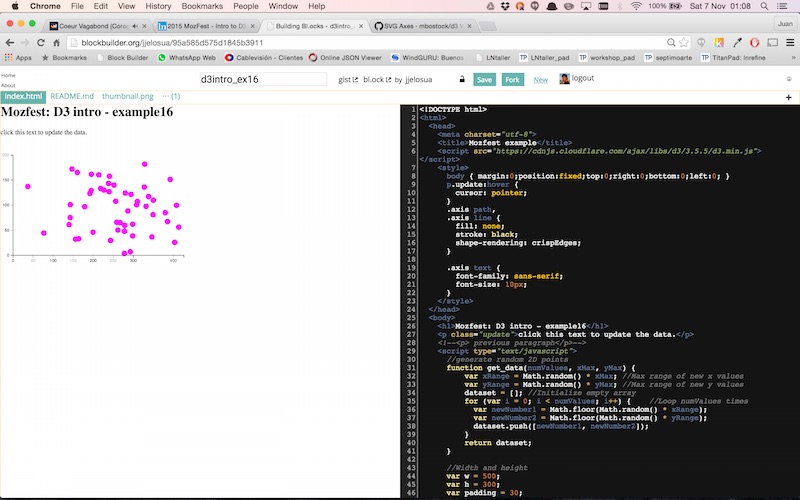 Chrome File Edit View History Bookmarks People Window Help 100% Sat 7 Nov 01:08
Juan
Coeur Vagabond (Coraç
2015 MozFest - Intro to D3
Building Blocks - d3intro_ex
SVG Axes · mbostock/d3 W
blockbuilder.org/jjelosua/95a585d575d1845b3911
Buenos Aires WhatsApp Web Cablevisión - Clientes Online JSON Viewer WINDGURU: Buenos LNtaller LNtaller_pad workshop_pad septimoarte TitanPad: Inrefine
Home
About
d3intro_ex16
gist bl.ock by jjelosua
Save Fork New logout
index.html README.md thumbnail.png ··· (1) +
Mozfest: D3 intro - example16
click this text to update the data.
200
150
100
50
0
0 50 100 150 200 250 300 350 400
1 <!DOCTYPE html>
2 <html>
3 <head>
4 <meta charset="utf-8">
5 <title>Mozfest example</title>
6 <script src="https://cdnjs.cloudflare.com/ajax/libs/d3/3.5.5/d3.min.js">
</script>
7 <style>
8 body { margin:0;position:fixed;top:0;right:0;bottom:0;left:0; }
9 p.update:hover {
10 cursor: pointer;
11 }
12 .axis path,
13 .axis line {
14 fill: none;
15 stroke: black;
16 shape-rendering: crispEdges;
17 }
18
19 .axis text {
20 font-family: sans-serif;
21 font-size: 10px;
22 }
23 </style>
24 </head>
25 <body>
26 <h1>Mozfest: D3 intro - example16</h1>
27 <p class="update">click this text to update the data.</p>
28 <!--<p> previous paragraph</p>-->
29 <script type="text/javascript">
30 //generate random 2D points
31 function get_data(numValues, xMax, yMax) {
32 var xRange = Math.random() * xMax; //Max range of new x values
33 var yRange = Math.random() * yMax; //Max range of new y values
34 dataset = []; //Initialize empty array
35 for (var i = 0; i < numValues; i++) { //Loop numValues times
36 var newNumber1 = Math.floor(Math.random() * xRange);
37 var newNumber2 = Math.floor(Math.random() * yRange);
38 dataset.push([newNumber1, newNumber2]);
39 }
40 return dataset;
41 }
42
43 //Width and height
44 var w = 500;
45 var h = 300;
46 var padding = 30;